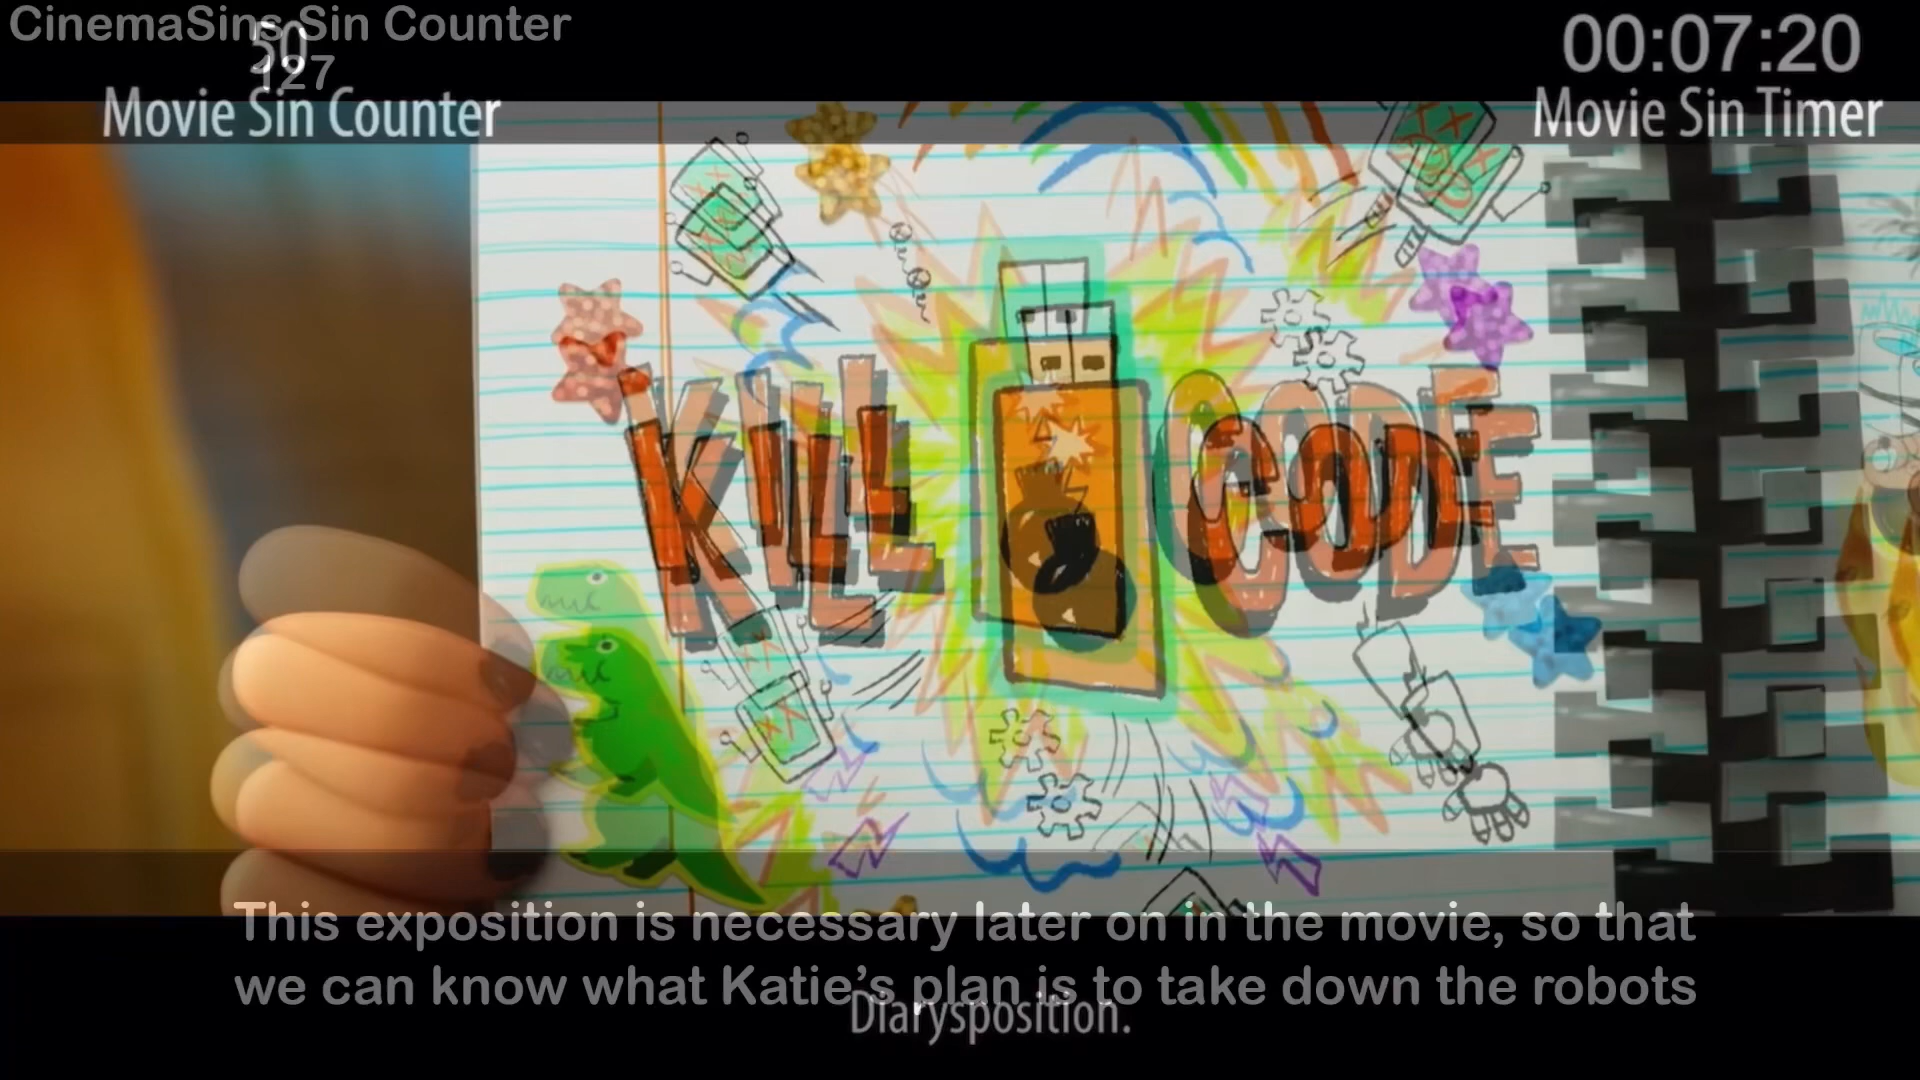 CinemaSins Sin Counter
50
127
Movie Sin Counter
00:07:20
Movie Sin Timer
KILL CODE
KILL CODE
This exposition is necessary later on in the movie, so that
we can know what Katie's plan is to take down the robots
Diarysposition.